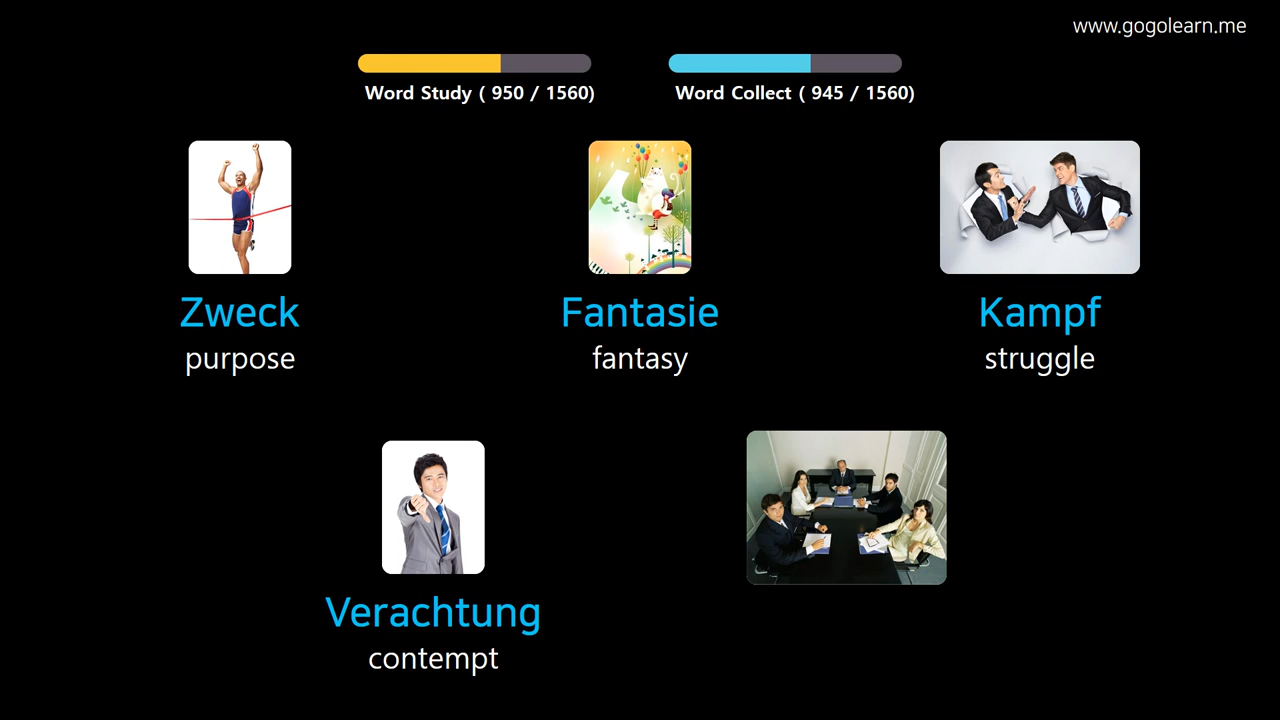 www.gogolearn.me
Word Study ( 950 / 1560)
Word Collect ( 945 / 1560)
Zweck
purpose
Fantasie
fantasy
Kampf
struggle
Verachtung
contempt